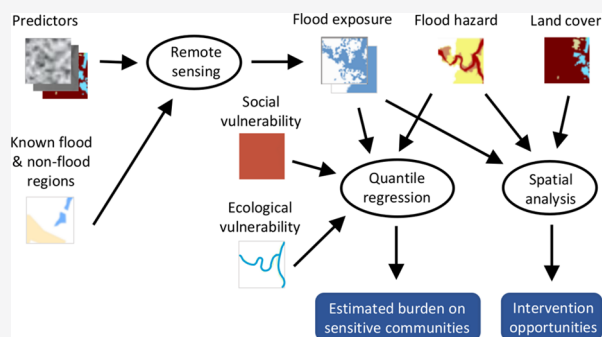 Predictors
Remote
sensing
Flood exposure
Flood hazard
Land cover
Known flood
& non-flood
regions
Social
vulnerability
Ecological
vulnerability
Quantile
regression
Spatial
analysis
Estimated burden on
sensitive communities
Intervention
opportunities